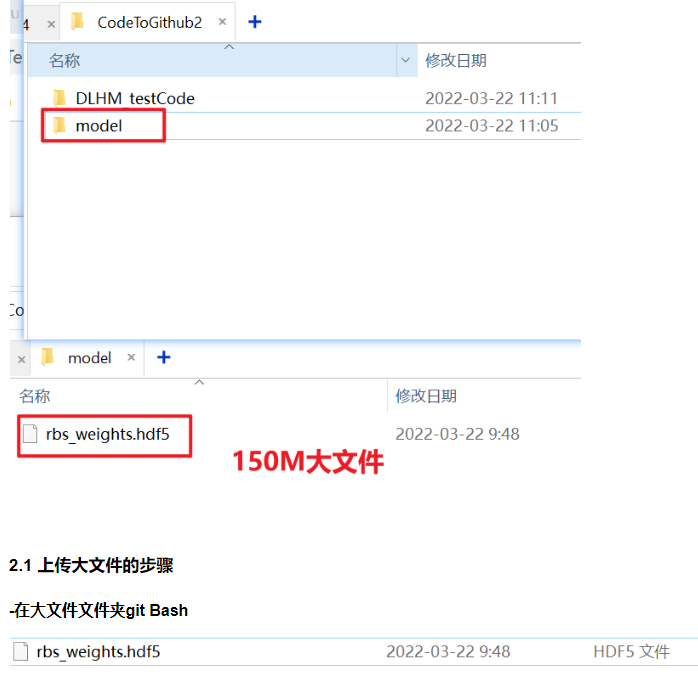 4 × CodeToGithub2 × +
名称 修改日期
DLHM_testCode 2022-03-22 11:11
model 2022-03-22 11:05
× model × +
名称 修改日期
rbs_weights.hdf5 2022-03-22 9:48
150M大文件
2.1 上传大文件的步骤
-在大文件文件夹git Bash
rbs_weights.hdf5 2022-03-22 9:48 HDF5 文件